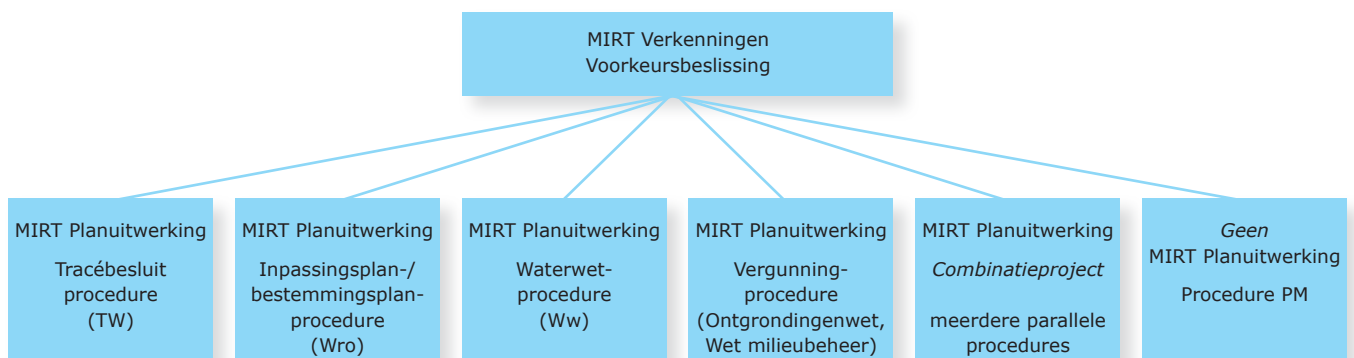 MIRT Verkenningen
Voorkeursbeslissing
MIRT Planuitwerking
Tracébesluit
procedure
(TW)
MIRT Planuitwerking
Inpassingsplan-/
bestemmingsplan-
procedure
(Wro)
MIRT Planuitwerking
Waterwet-
procedure
(Ww)
MIRT Planuitwerking
Vergunning-
procedure
(Ontgrondingenwet,
Wet milieubeheer)
MIRT Planuitwerking
Combinatieproject
meerdere parallele
procedures
Geen
MIRT Planuitwerking
Procedure PM